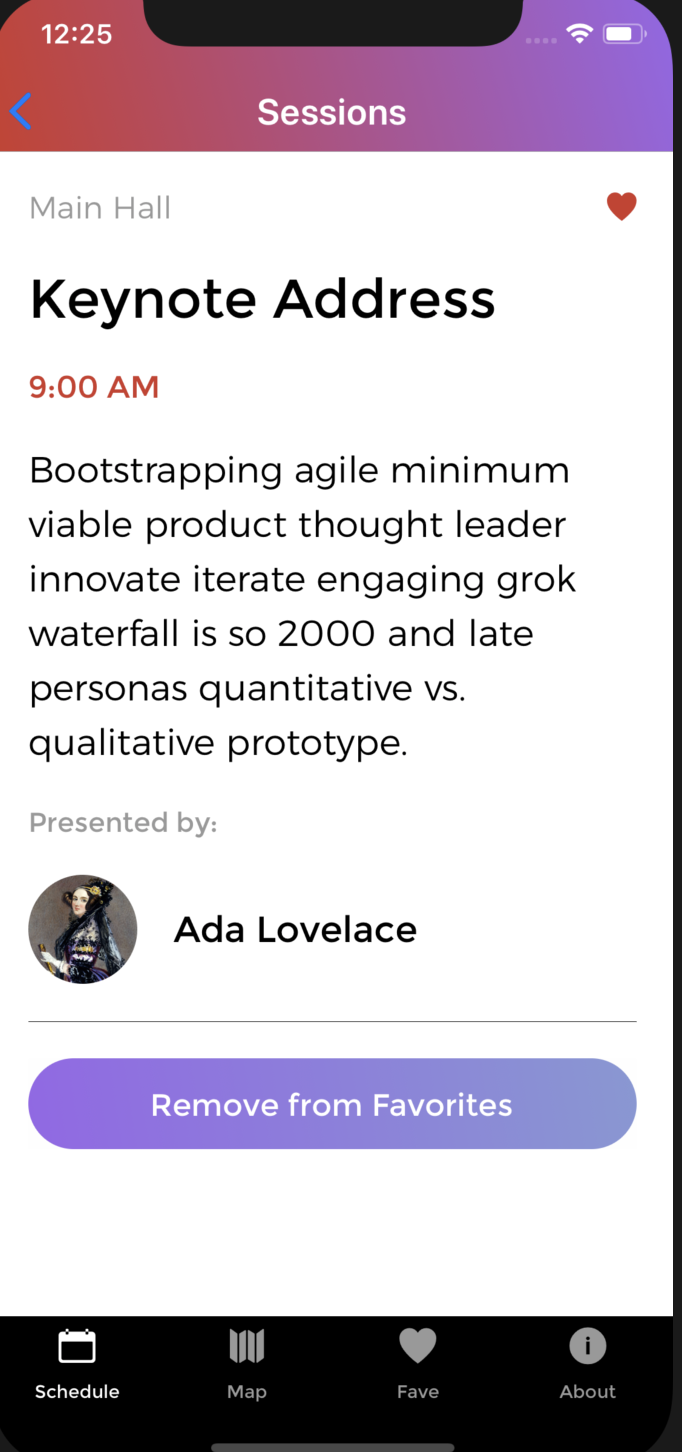 12:25
Sessions
Main Hall
Keynote Address
9:00 AM
Bootstrapping agile minimum
viable product thought leader
innovate iterate engaging grok
waterfall is so 2000 and late
personas quantitative vs.
qualitative prototype.
Presented by:
Ada Lovelace
Remove from Favorites
Schedule
Map
Fave
About